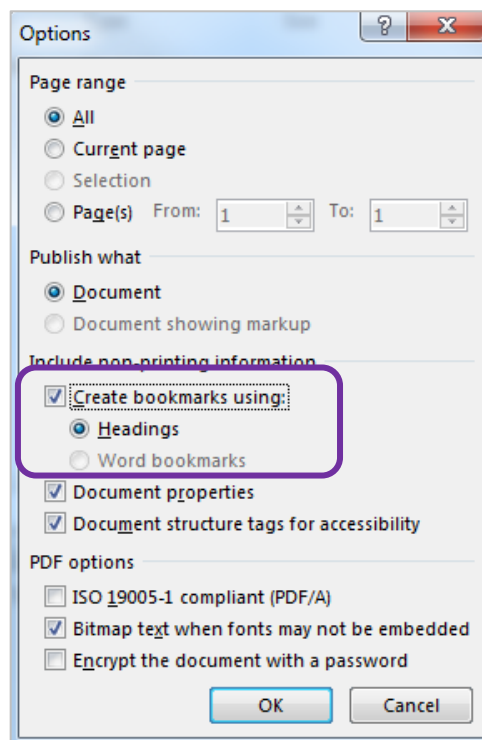 Options
Page range
All
Current page
Selection
Page(s) From: 1 To: 1
Publish what
Document
Document showing markup
Include non-printing information
Create bookmarks using:
Headings
Word bookmarks
Document properties
Document structure tags for accessibility
PDF options
ISO 19005-1 compliant (PDF/A)
Bitmap text when fonts may not be embedded
Encrypt the document with a password
OK Cancel